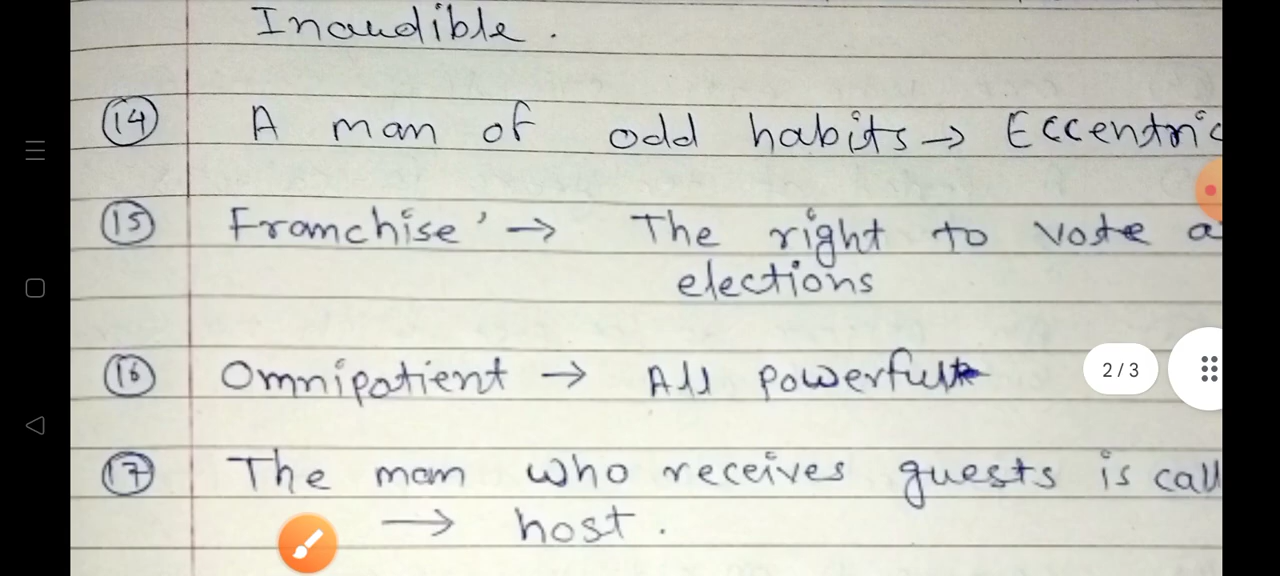 Inaudible.
14 A man of odd habits → Eccentric
15 Franchise' → The right to vote a
elections
16 Omnipatient → All powerful
2/3
17 The man who receives guests is call
→ host.